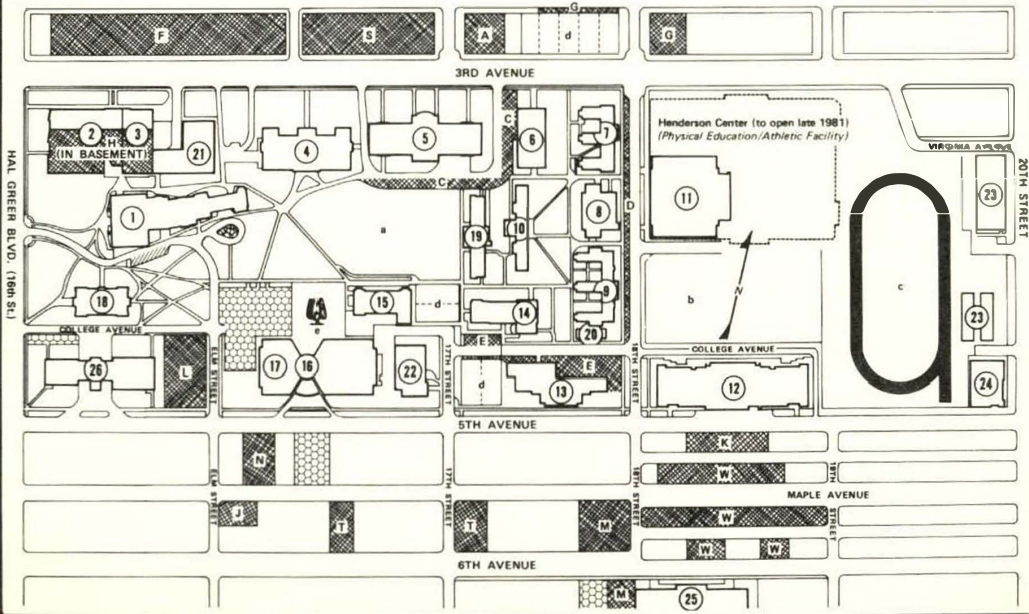 F
S
A
G
d
G
3RD AVENUE
2
3
H
(IN BASEMENT)
21
4
5
C
6
7
C
Henderson Center (to open late 1981)
(Physical Education/Athletic Facility)
11
VIRGINIA
23
20TH STREET
HAL GREER BLVD. (16th St.)
1
a
19
10
8
D
N
c
18
15
d
14
9
b
23
e
20
COLLEGE AVENUE
E
COLLEGE AVENUE
26
L
ELM STREET
17
16
22
17TH STREET
d
E
13
18TH STREET
12
24
5TH AVENUE
N
K
W
ELM STREET
17TH STREET
18TH STREET
19TH
STREET
MAPLE AVENUE
J
T
T
M
W
W
W
6TH AVENUE
M
25